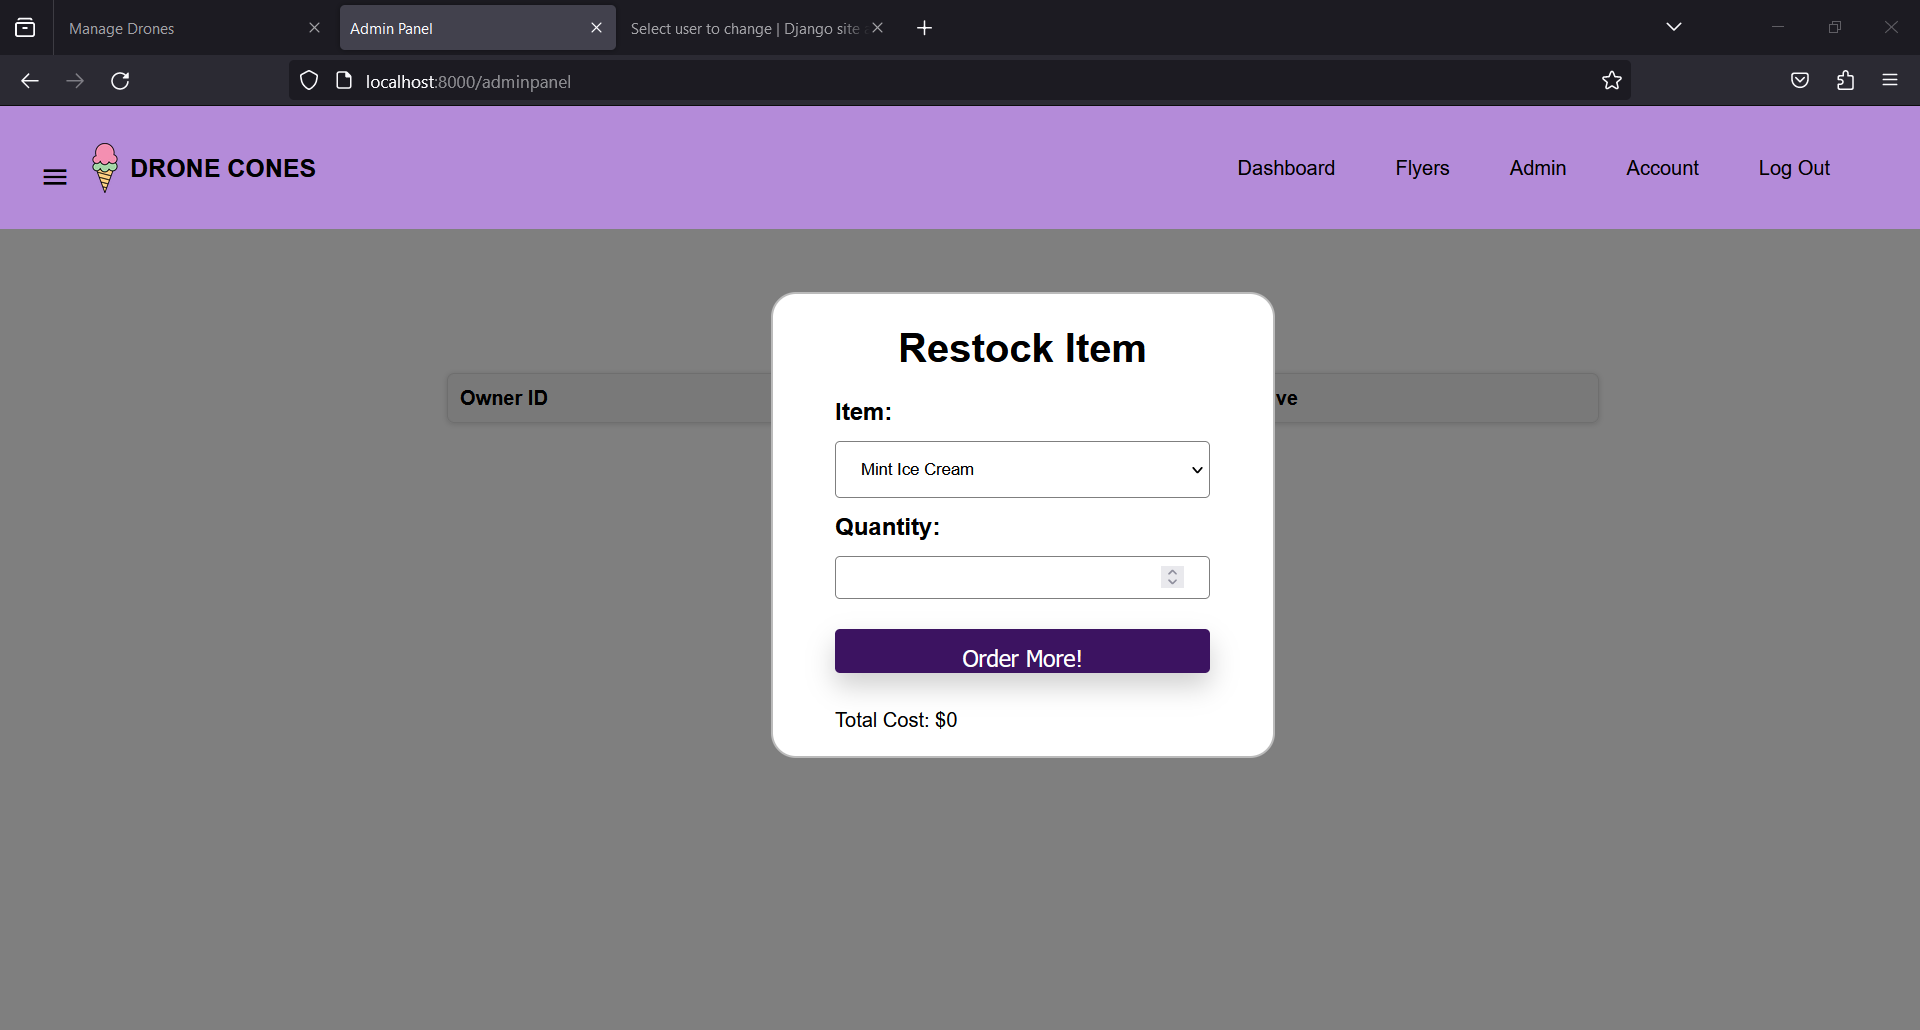 Manage Drones
Admin Panel
Select user to change | Django site
localhost:8000/adminpanel
DRONE CONES
Dashboard
Flyers
Admin
Account
Log Out
Restock Item
Owner ID
ve
Item:
Mint Ice Cream
Quantity:
Order More!
Total Cost: $0